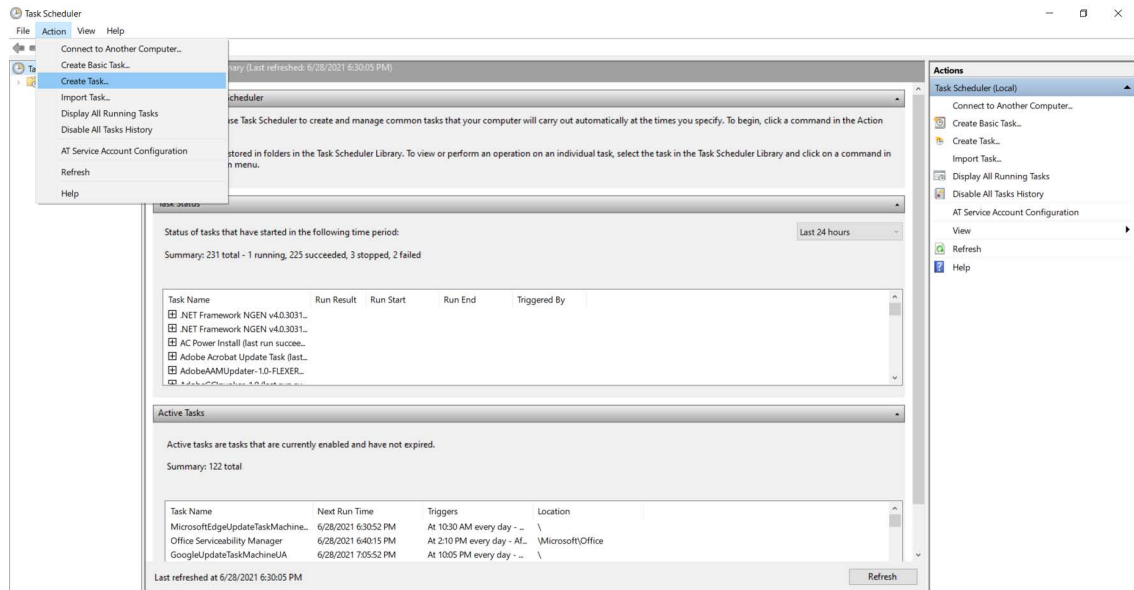 Task Scheduler
File Action View Help
Connect to Another Computer...
Create Basic Task...
Create Task...
Import Task...
Display All Running Tasks
Disable All Tasks History
AT Service Account Configuration
Refresh
Help
Ta
(Last refreshed: 6/28/2021 6:30:05 PM)
cheduler
se Task Scheduler to create and manage common tasks that your computer will carry out automatically at the times you specify. To begin, click a command in the Action
stored in folders in the Task Scheduler Library. To view or perform an operation on an individual task, select the task in the Task Scheduler Library and click on a command in
n menu.
Task Status
Status of tasks that have started in the following time period:
Last 24 hours
Summary: 231 total - 1 running, 225 succeeded, 3 stopped, 2 failed
Task Name Run Result Run Start Run End Triggered By
.NET Framework NGEN v4.0.3031...
.NET Framework NGEN v4.0.3031...
AC Power Install (last run succee...
Adobe Acrobat Update Task (last...
AdobeAAMUpdater-1.0-FLEXER...
Active Tasks
Active tasks are tasks that are currently enabled and have not expired.
Summary: 122 total
Task Name Next Run Time Triggers Location
MicrosoftEdgeUpdateTaskMachine... 6/28/2021 6:30:52 PM At 10:30 AM every day - ... \
Office Serviceability Manager 6/28/2021 6:40:15 PM At 2:10 PM every day - Af... \Microsoft\Office
GoogleUpdateTaskMachineUA 6/28/2021 7:05:52 PM At 10:05 PM every day - ... \
Last refreshed at 6/28/2021 6:30:05 PM
Refresh
Actions
Task Scheduler (Local)
Connect to Another Computer...
Create Basic Task...
Create Task...
Import Task...
Display All Running Tasks
Disable All Tasks History
AT Service Account Configuration
View
Refresh
Help